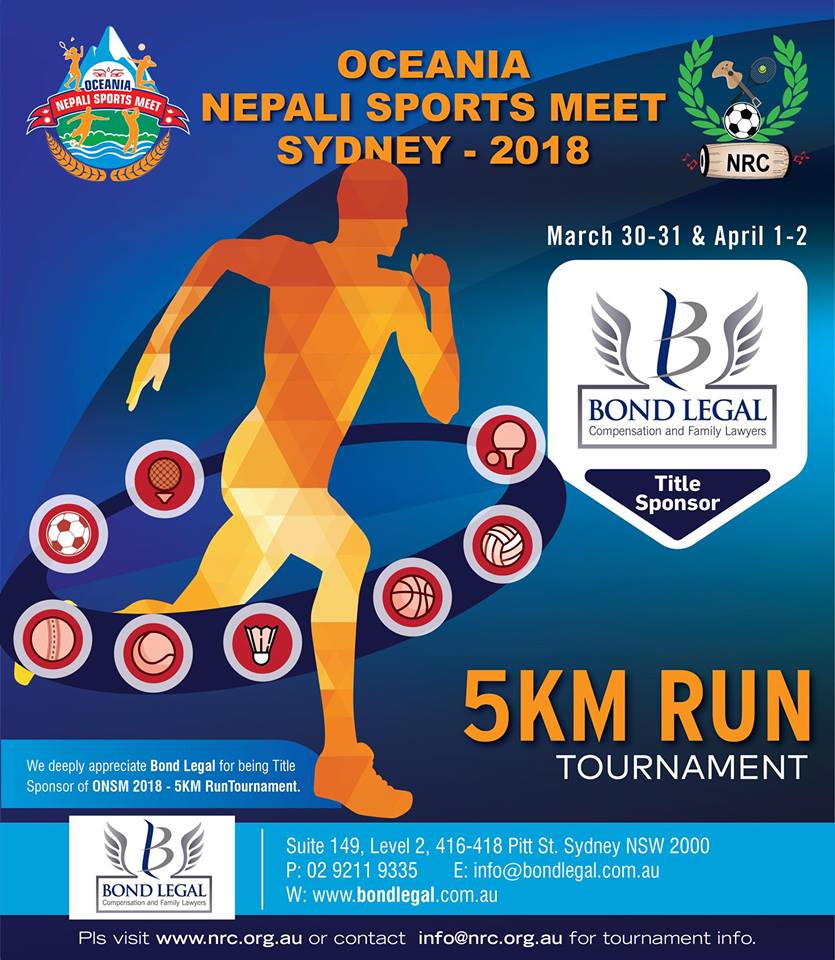 OCEANIA
NEPALI SPORTS MEET
OCEANIA
NEPALI SPORTS MEET
SYDNEY - 2018
NRC
March 30-31 & April 1-2
B
BOND LEGAL
Compensation and Family Lawyers
Title
Sponsor
5KM RUN
TOURNAMENT
We deeply appreciate Bond Legal for being Title
Sponsor of ONSM 2018 - 5KM RunTournament.
B
BOND LEGAL
Compensation and Family Lawyers
Suite 149, Level 2, 416-418 Pitt St. Sydney NSW 2000
P: 02 9211 9335 E: info@bondlegal.com.au
W: www.bondlegal.com.au
Pls visit www.nrc.org.au or contact info@nrc.org.au for tournament info.